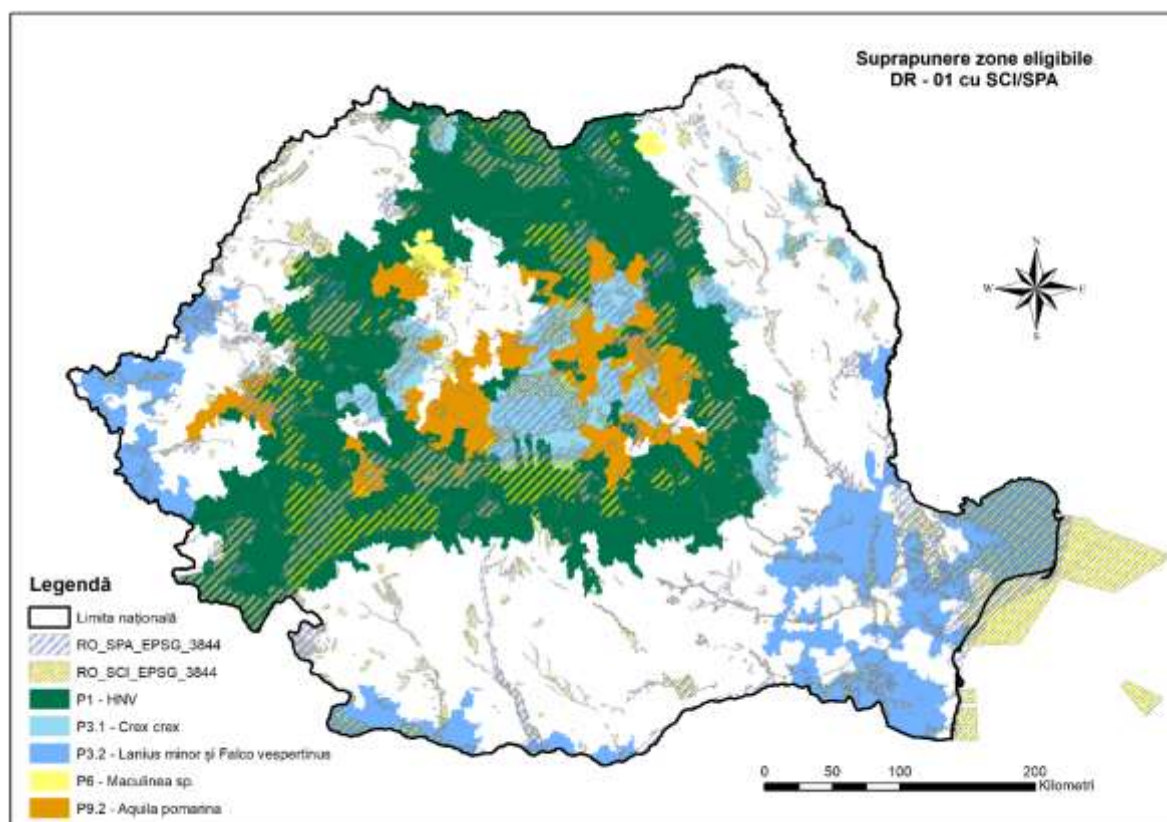 Suprapunere zone eligibile
DR - 01 cu SCI/SPA
N
W E
S
Legendă
Limita națională
RO_SPA_EPSG_3844
RO_SCI_EPSG_3844
P1 - HNV
P3.1 - Crex crex
P3.2 - Lanius minor și Falco vespertinus
P6 - Maculinea sp.
P9.2 - Aquila pomarina
0 50 100 200
Kilometri